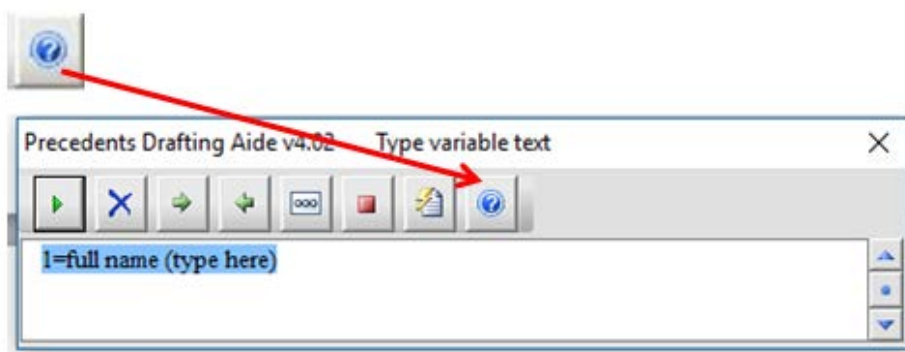 Precedents Drafting Aide v4.02 Type variable text
1=full name (type here)